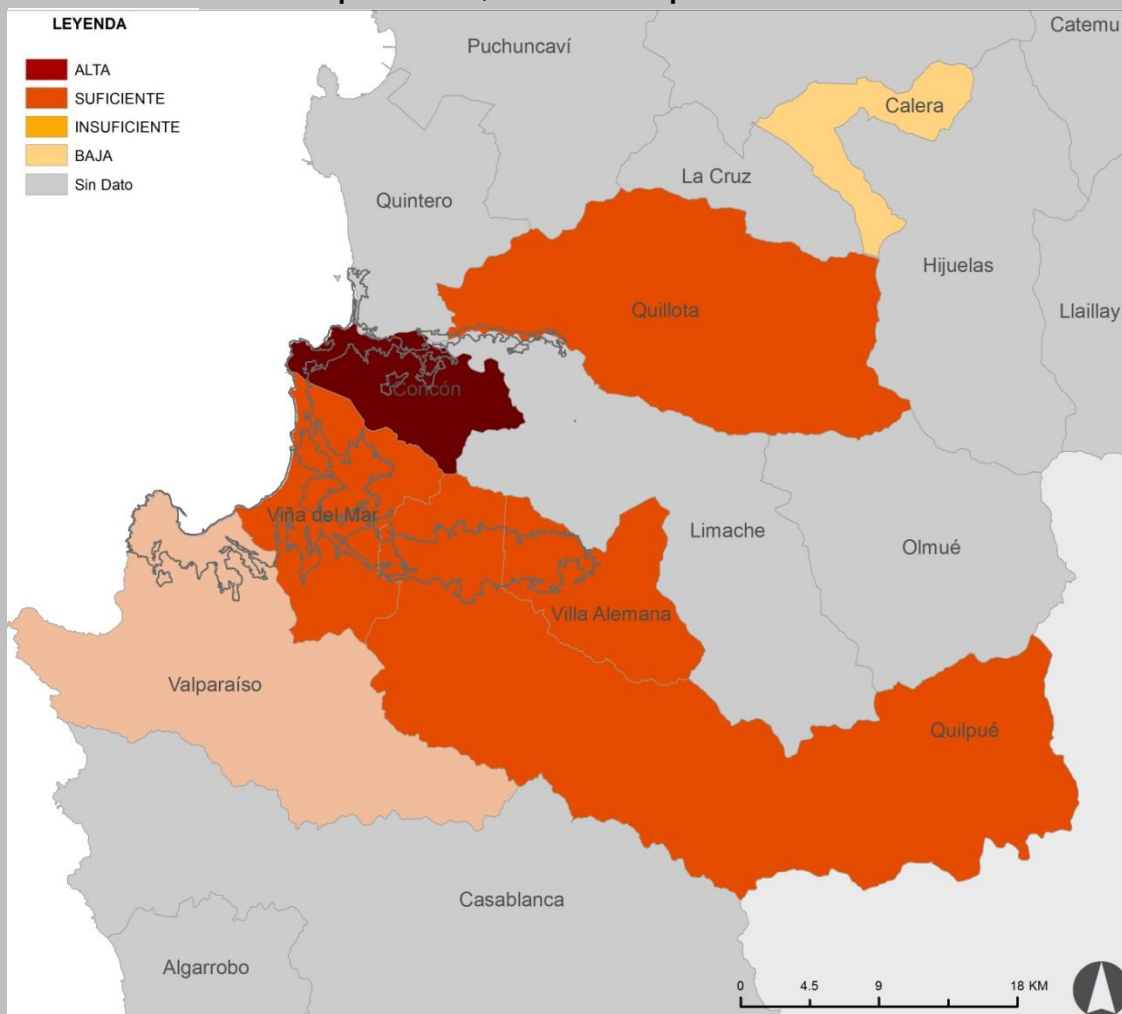 LEYENDA
ALTA
SUFICIENTE
INSUFICIENTE
BAJA
Sin Dato
Puchuncaví
Catemu
Calera
La Cruz
Quintero
Hijuelas
Quillota
Llaillay
Concón
Viña del Mar
Limache
Olmué
Villa Alemana
Valparaíso
Quilpué
Casablanca
Algarrobo
0 4.5 9 18 KM